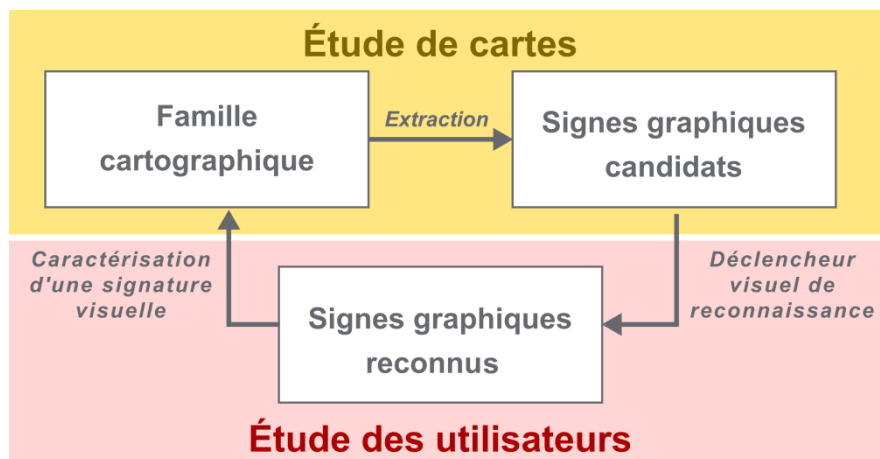 Étude de cartes
Famille
cartographique
Extraction
Signes graphiques
candidats
Caractérisation
d'une signature
visuelle
Déclencheur
visuel de
reconnaissance
Signes graphiques
reconnus
Étude des utilisateurs